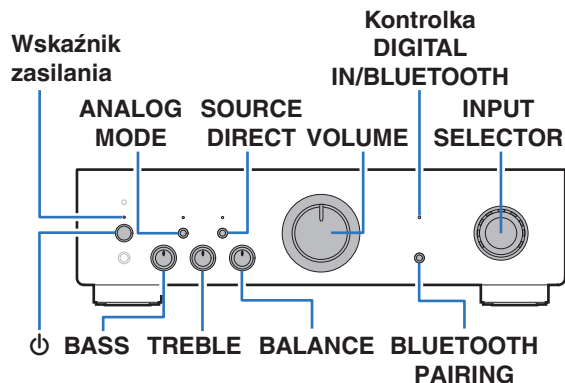 Wskaźnik
zasilania
Kontrolka
DIGITAL
IN/BLUETOOTH
ANALOG
MODE
SOURCE
DIRECT
VOLUME
INPUT
SELECTOR
BASS
TREBLE
BALANCE
BLUETOOTH
PAIRING